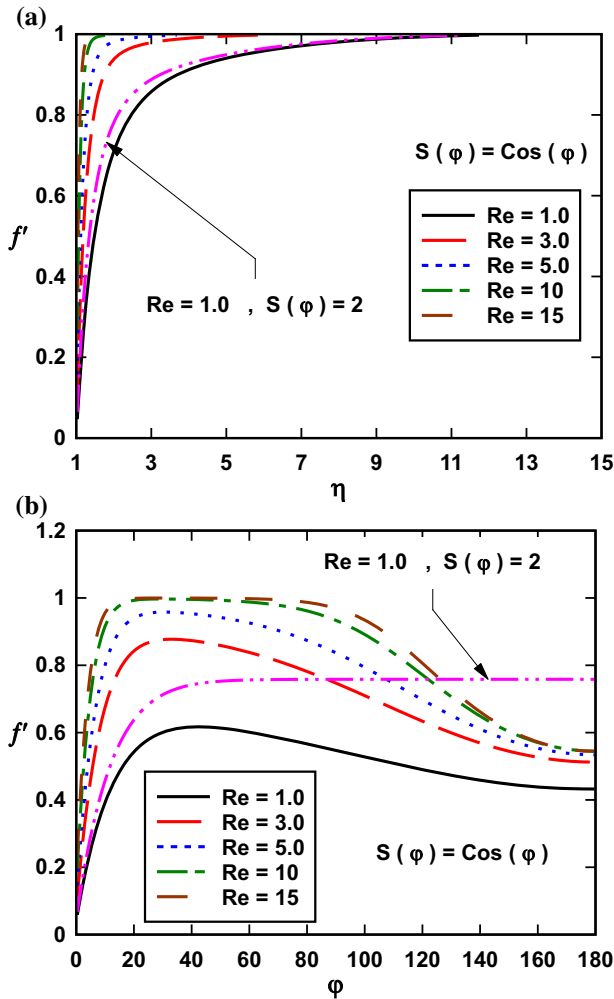 (a)
1
0.8
0.6
0.4
0.2
0
f'
S ( φ ) = Cos ( φ )
Re = 1.0
Re = 3.0
Re = 5.0
Re = 10
Re = 15
Re = 1.0 , S ( φ ) = 2
1 3 5 7 9 11 13 15
η
(b)
1.2
1
0.8
0.6
0.4
0.2
0
f'
Re = 1.0 , S ( φ ) = 2
Re = 1.0
Re = 3.0
Re = 5.0
Re = 10
Re = 15
S ( φ ) = Cos ( φ )
0 20 40 60 80 100 120 140 160 180
φ